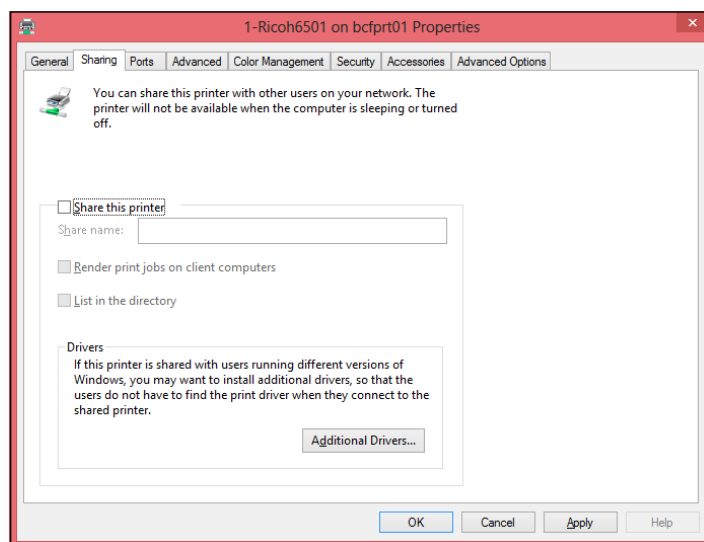 1-Ricoh6501 on bcfprt01 Properties
General Sharing Ports Advanced Color Management Security Accessories Advanced Options
You can share this printer with other users on your network. The
printer will not be available when the computer is sleeping or turned
off.
Share this printer
Share name:
Render print jobs on client computers
List in the directory
Drivers
If this printer is shared with users running different versions of
Windows, you may want to install additional drivers, so that the
users do not have to find the print driver when they connect to the
shared printer.
Additional Drivers...
OK Cancel Apply Help